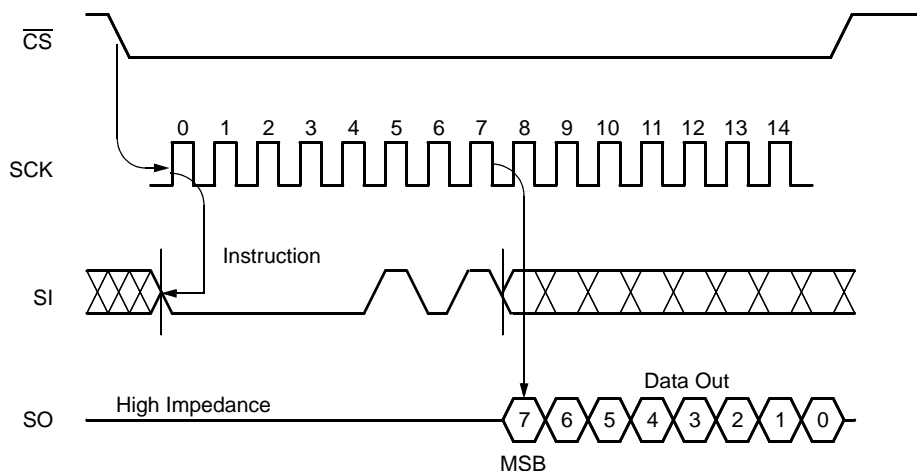 CS
0 1 2 3 4 5 6 7 8 9 10 11 12 13 14
SCK
Instruction
SI
Data Out
High Impedance
SO
7 6 5 4 3 2 1 0
MSB